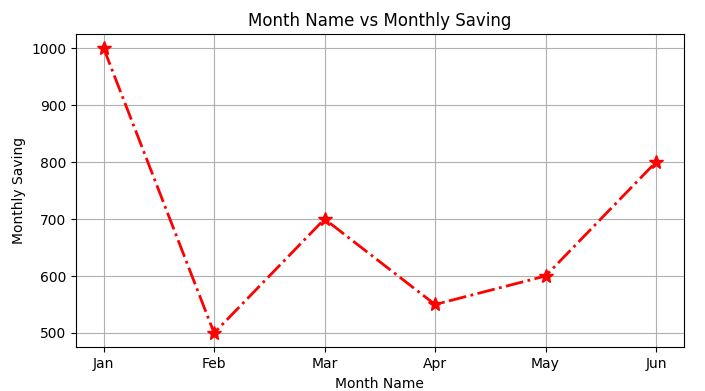 Month Name vs Monthly Saving
1000
900
800
700
600
500
Monthly Saving
Jan Feb Mar Apr May Jun
Month Name